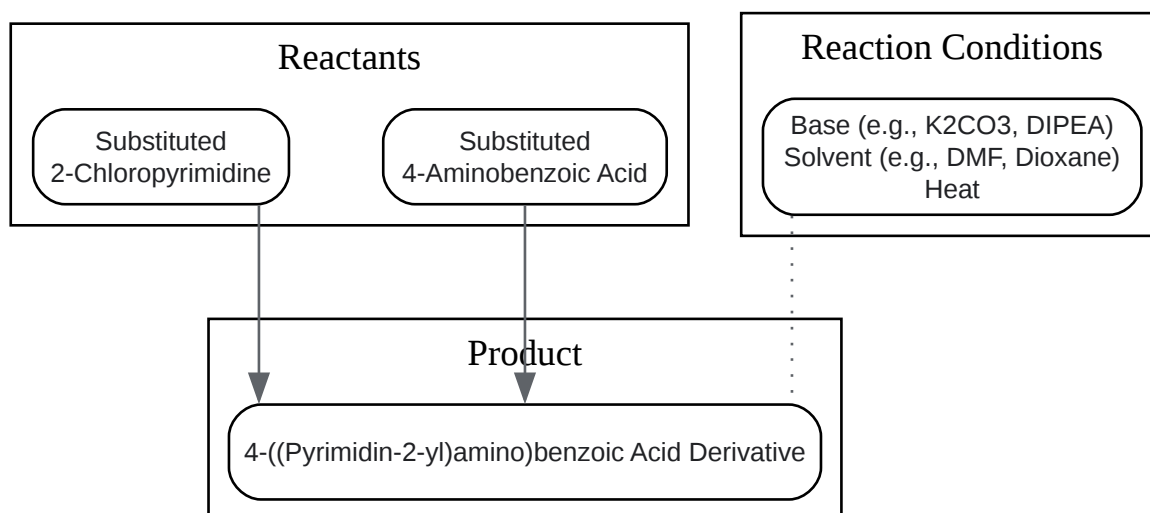 Reactants
Substituted
2-Chloropyrimidine
Substituted
4-Aminobenzoic Acid
Reaction Conditions
Base (e.g., K2CO3, DIPEA)
Solvent (e.g., DMF, Dioxane)
Heat
Product
4-((Pyrimidin-2-yl)amino)benzoic Acid Derivative